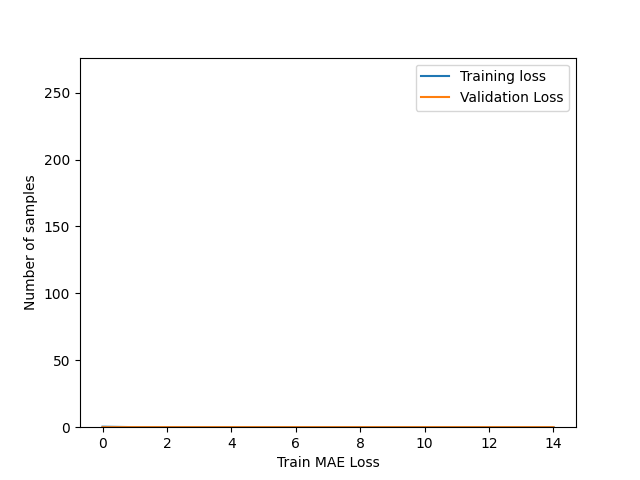 Training loss
Validation Loss
250
200
150
100
50
0
Number of samples
0 2 4 6 8 10 12 14
Train MAE Loss